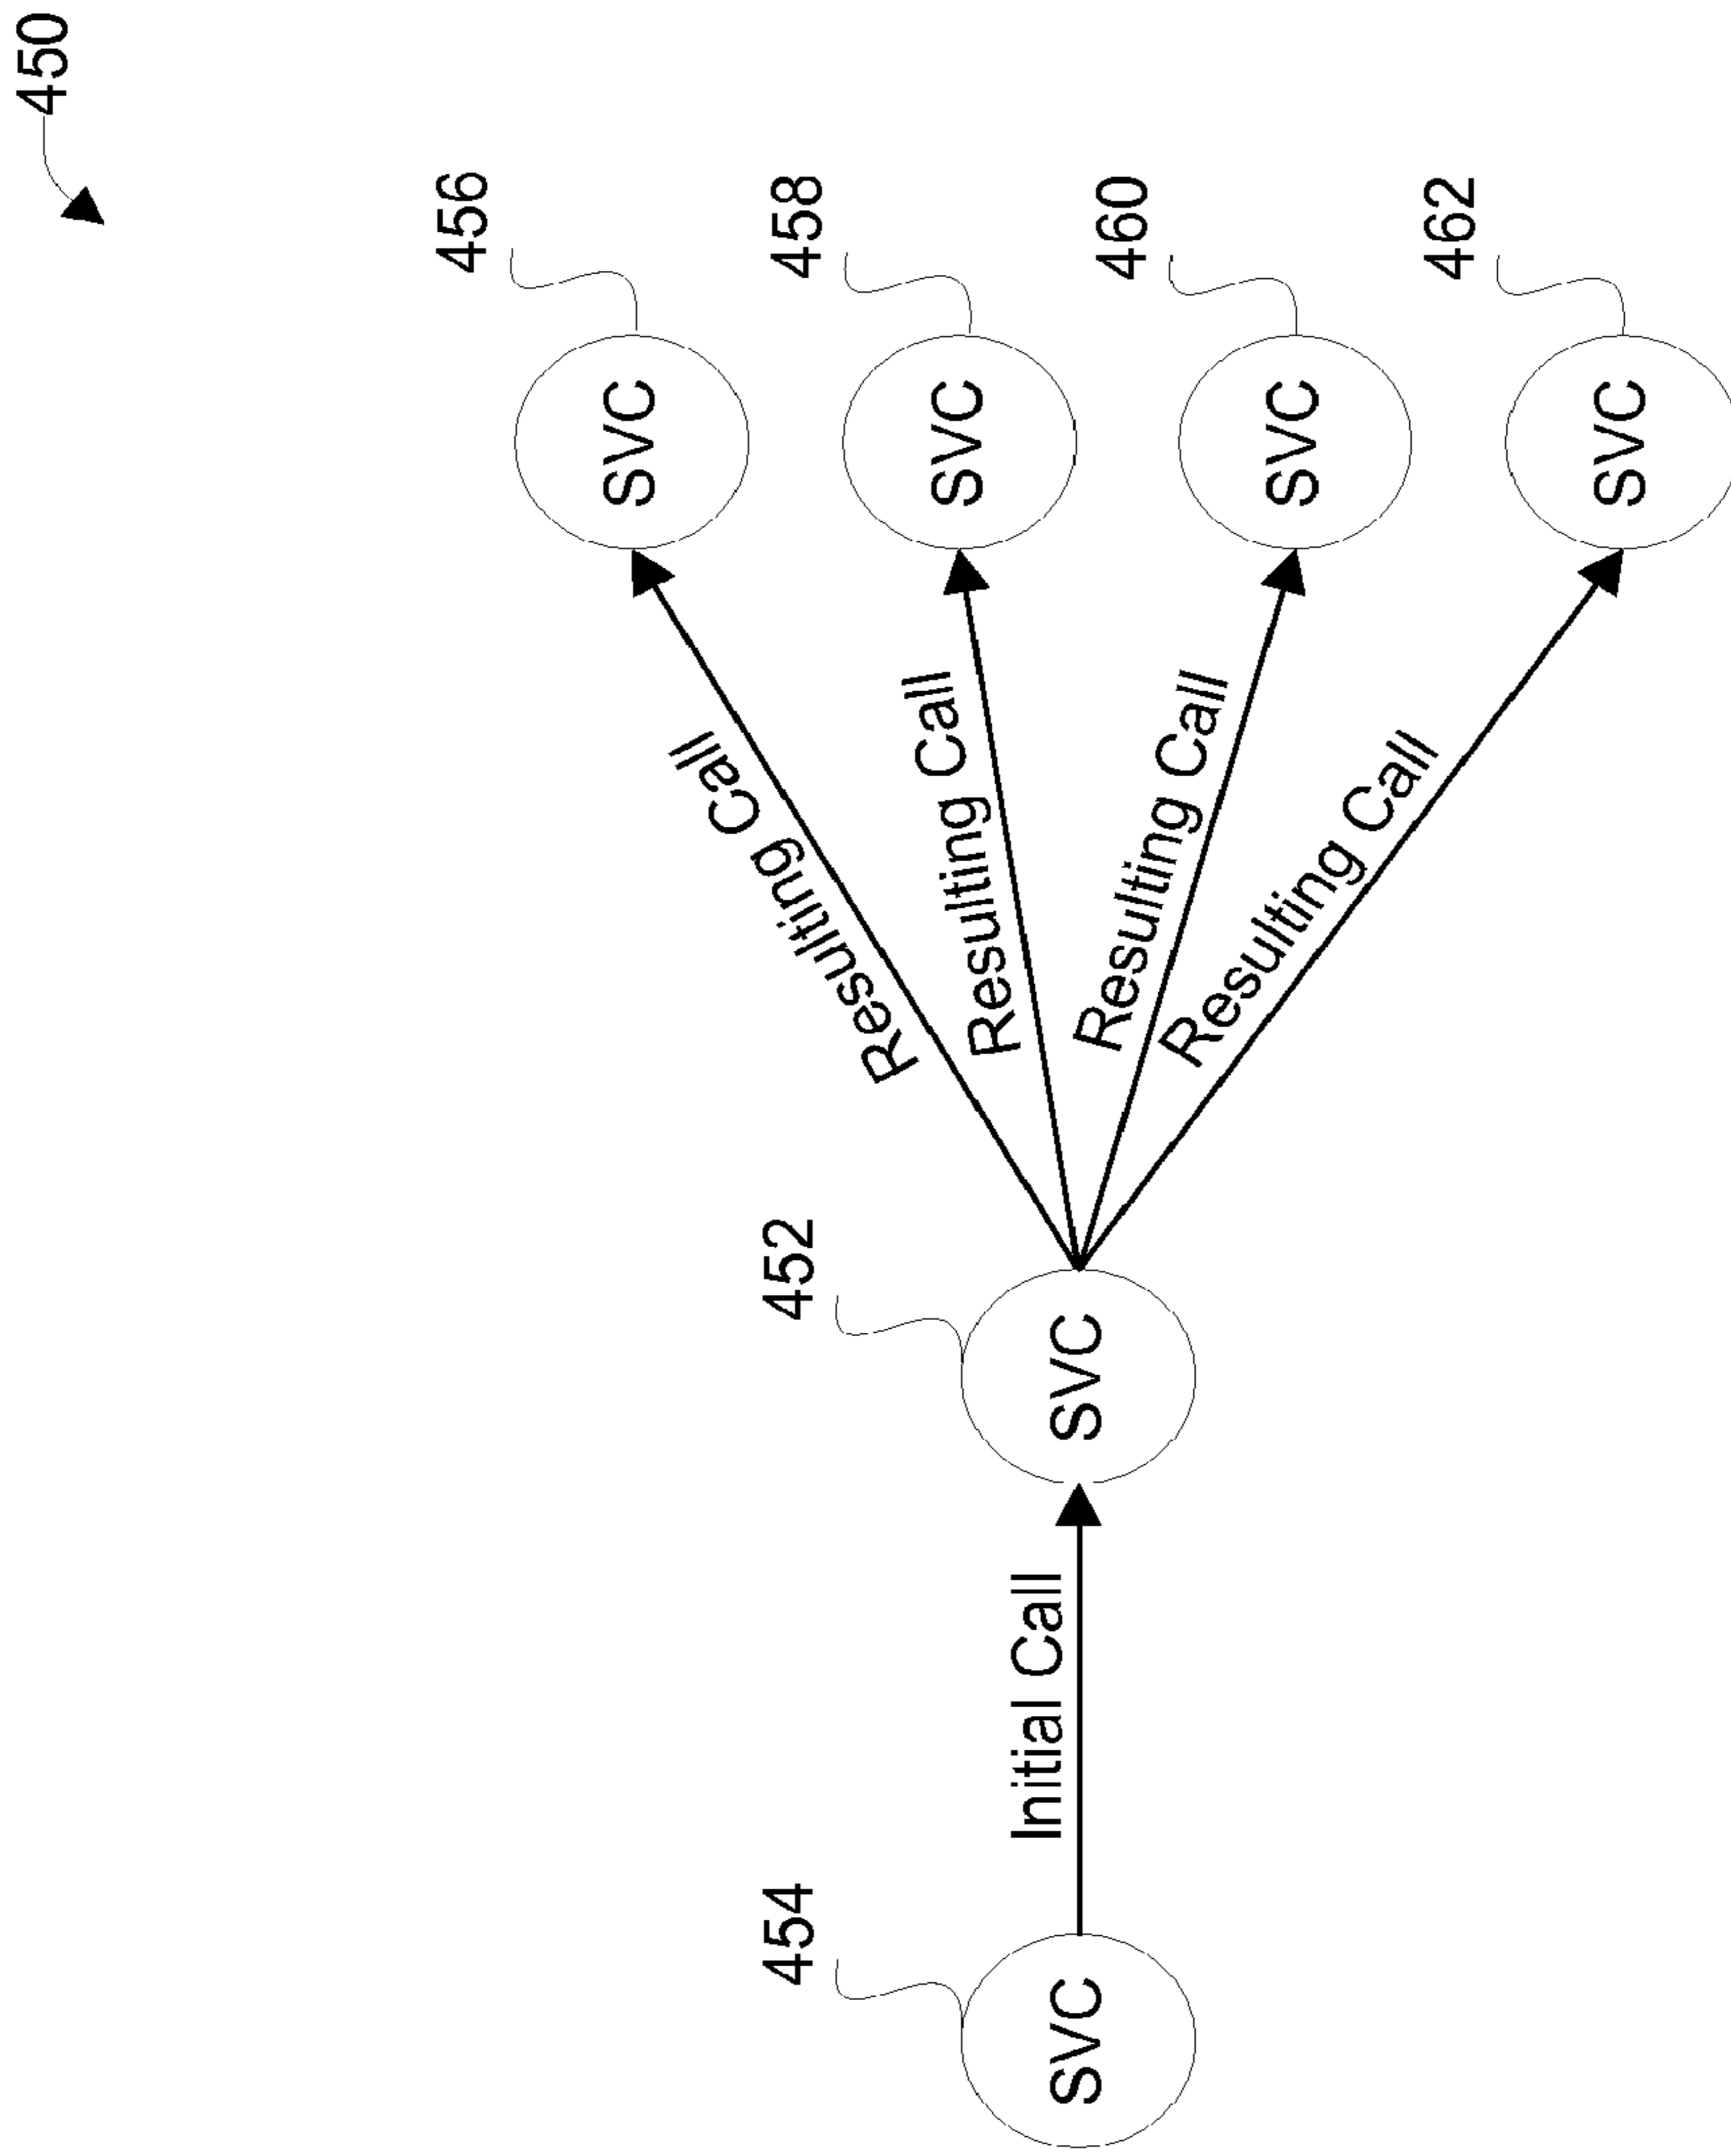 450
456
SVC
Resulting Call
458
SVC
Resulting Call
452
SVC
454
SVC
Initial Call
460
SVC
Resulting Call
462
SVC
Resulting Call